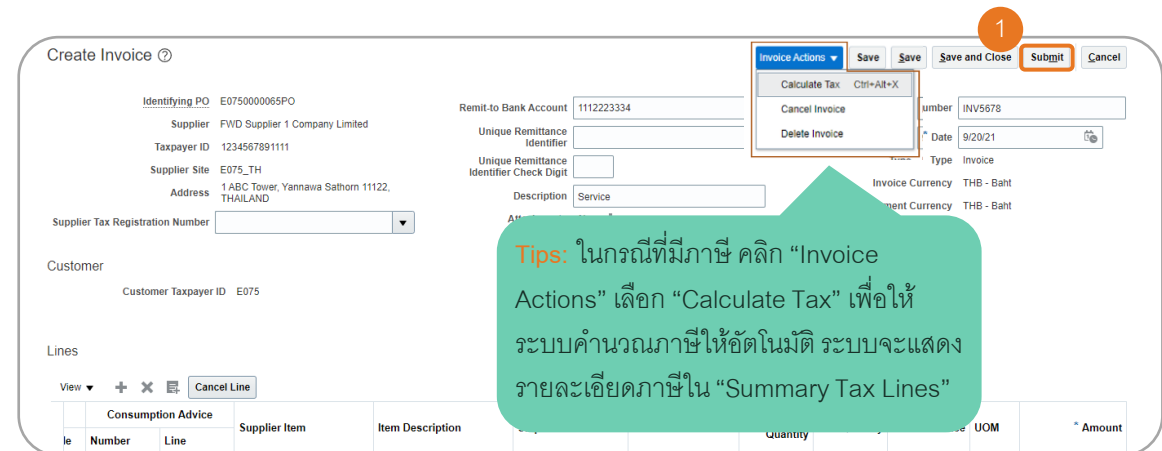 1
Create Invoice
Invoice Actions Save Save Save and Close Submit Cancel
Calculate Tax Ctrl+Alt+X
Cancel Invoice
Delete Invoice
Identifying PO E0750000065PO
Supplier FWD Supplier 1 Company Limited
Taxpayer ID 1234567891111
Supplier Site E075_TH
Address 1 ABC Tower, Yannawa Sathorn 11122,
THAILAND
Supplier Tax Registration Number
Remit-to Bank Account 1112223334
Unique Remittance
Identifier
Unique Remittance
Identifier Check Digit
Description Service
INV5678
* Date 9/20/21
Type Invoice
Invoice Currency THB - Baht
Currency THB - Baht
Tips: ในกรณีที่มีภาษี คลิก “Invoice
Actions” เลือก “Calculate Tax” เพื่อให้
ระบบคำนวณภาษีให้อัตโนมัติ ระบบจะแสดง
รายละเอียดภาษีใน “Summary Tax Lines”
Customer
Customer Taxpayer ID E075
Lines
View Cancel Line
Consumption Advice
Number Line
Supplier Item
Item Description
Quantity
UOM
* Amount